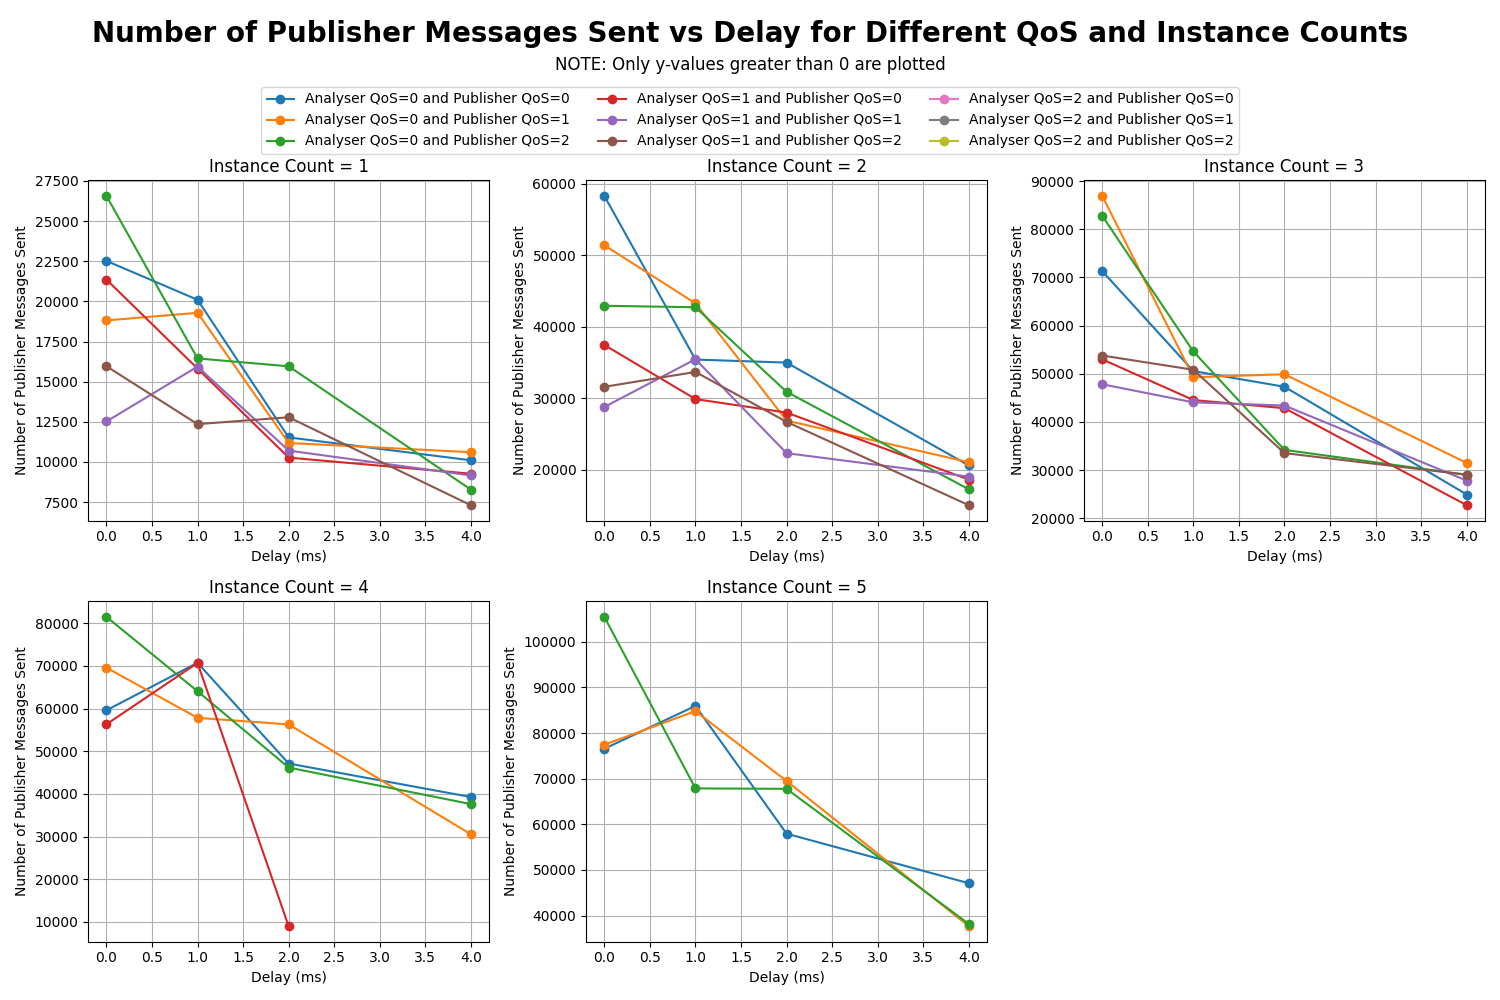 Number of Publisher Messages Sent vs Delay for Different QoS and Instance Counts
NOTE: Only y-values greater than 0 are plotted
Analyser QoS=0 and Publisher QoS=0
Analyser QoS=0 and Publisher QoS=1
Analyser QoS=0 and Publisher QoS=2
Analyser QoS=1 and Publisher QoS=0
Analyser QoS=1 and Publisher QoS=1
Analyser QoS=1 and Publisher QoS=2
Analyser QoS=2 and Publisher QoS=0
Analyser QoS=2 and Publisher QoS=1
Analyser QoS=2 and Publisher QoS=2
Instance Count = 1
Number of Publisher Messages Sent
27500
25000
22500
20000
17500
15000
12500
10000
7500
0.0 0.5 1.0 1.5 2.0 2.5 3.0 3.5 4.0
Delay (ms)
Instance Count = 2
Number of Publisher Messages Sent
60000
50000
40000
30000
20000
0.0 0.5 1.0 1.5 2.0 2.5 3.0 3.5 4.0
Delay (ms)
Instance Count = 3
Number of Publisher Messages Sent
90000
80000
70000
60000
50000
40000
30000
20000
0.0 0.5 1.0 1.5 2.0 2.5 3.0 3.5 4.0
Delay (ms)
Instance Count = 4
Number of Publisher Messages Sent
80000
70000
60000
50000
40000
30000
20000
10000
0.0 0.5 1.0 1.5 2.0 2.5 3.0 3.5 4.0
Delay (ms)
Instance Count = 5
Number of Publisher Messages Sent
100000
90000
80000
70000
60000
50000
40000
0.0 0.5 1.0 1.5 2.0 2.5 3.0 3.5 4.0
Delay (ms)